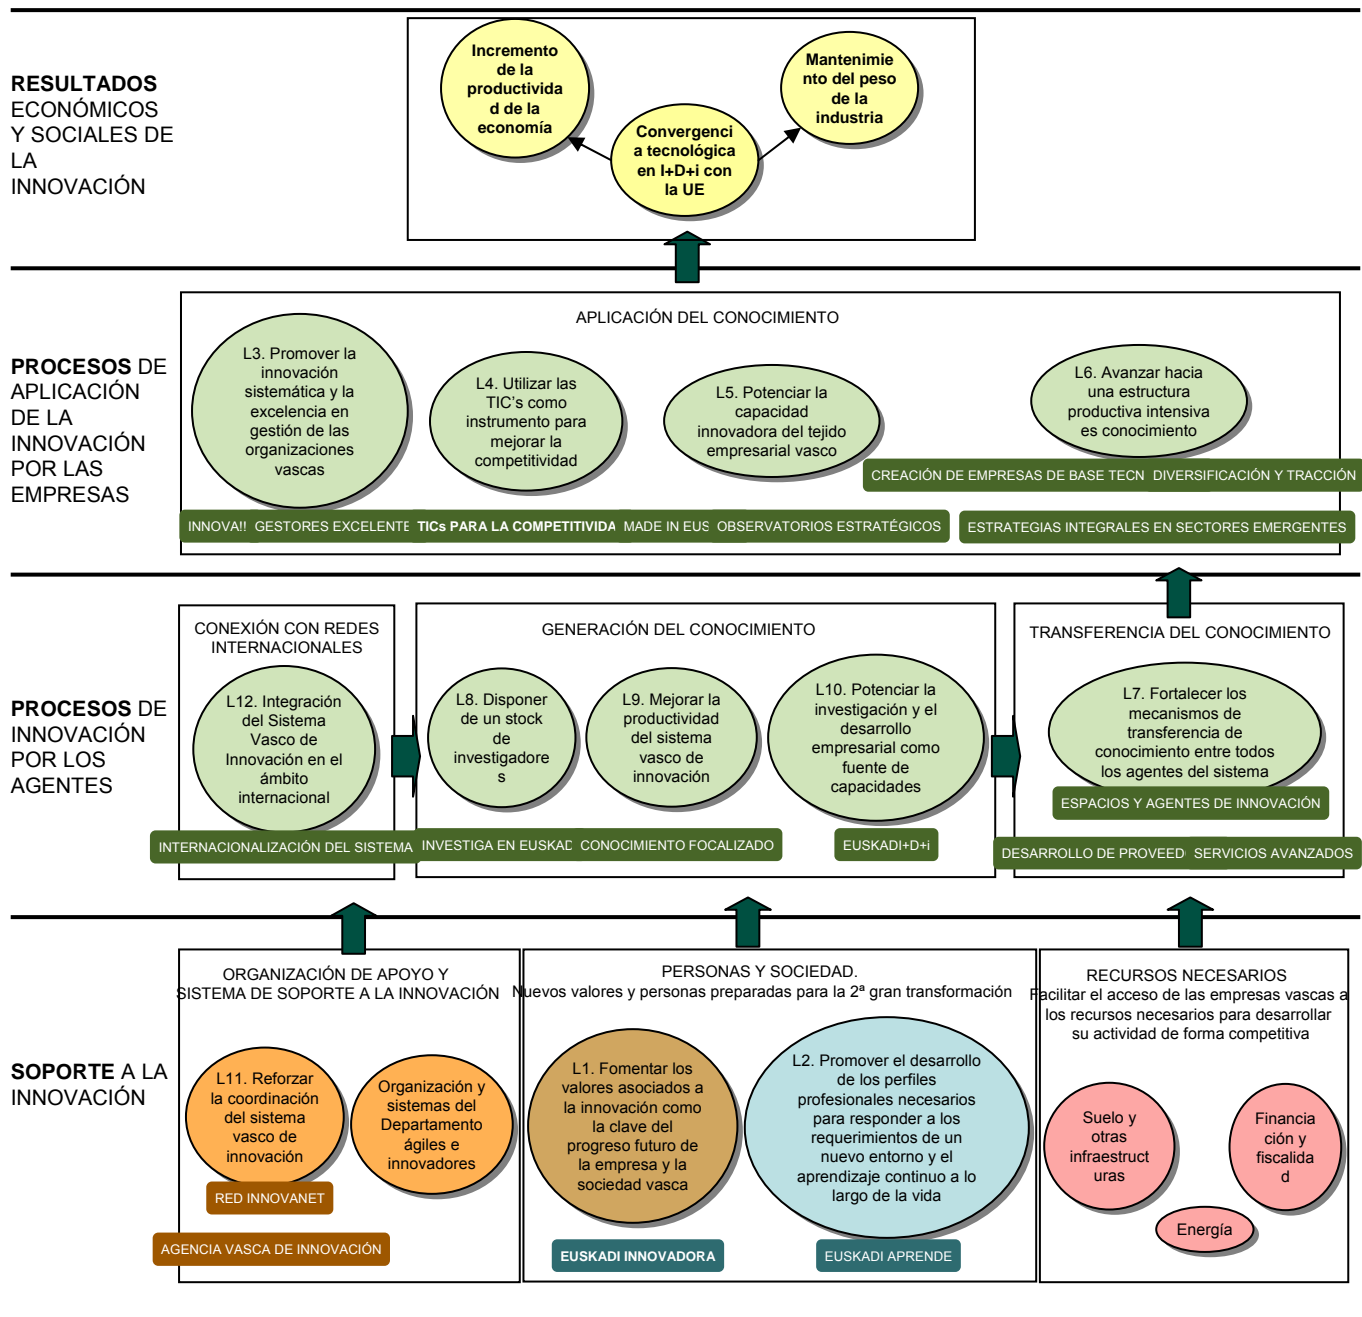 RESULTADOS
ECONÓMICOS
Y SOCIALES DE
LA
INNOVACIÓN
Incremento
de la
productivida
d de la
economía
Convergenci
a tecnológica
en I+D+i con
la UE
Mantenimie
nto del peso
de la
industria
PROCESOS DE
APLICACIÓN
DE LA
INNOVACIÓN
POR LAS
EMPRESAS
APLICACIÓN DEL CONOCIMIENTO
L3. Promover la
innovación
sistemática y la
excelencia en
gestión de las
organizaciones
vascas
L4. Utilizar las
TIC's como
instrumento para
mejorar la
competitividad
L5. Potenciar la
capacidad
innovadora del tejido
empresarial vasco
L6. Avanzar hacia
una estructura
productiva intensiva
es conocimiento
CREACIÓN DE EMPRESAS DE BASE TECN
DIVERSIFICACIÓN Y TRACCIÓN
INNOVA!!
GESTORES EXCELENTE
TICs PARA LA COMPETITIVIDA
MADE IN EUS
OBSERVATORIOS ESTRATÉGICOS
ESTRATEGIAS INTEGRALES EN SECTORES EMERGENTES
PROCESOS DE
INNOVACIÓN
POR LOS
AGENTES
CONEXIÓN CON REDES
INTERNACIONALES
L12. Integración
del Sistema
Vasco de
Innovación en el
ámbito
internacional
INTERNACIONALIZACIÓN DEL SISTEMA
GENERACIÓN DEL CONOCIMIENTO
L8. Disponer
de un stock
de
investigadore
s
L9. Mejorar la
productividad
del sistema
vasco de
innovación
L10. Potenciar la
investigación y el
desarrollo
empresarial como
fuente de
capacidades
INVESTIGA EN EUSKAD
CONOCIMIENTO FOCALIZADO
EUSKADI+D+i
TRANSFERENCIA DEL CONOCIMIENTO
L7. Fortalecer los
mecanismos de
transferencia de
conocimiento entre todos
los agentes del sistema
ESPACIOS Y AGENTES DE INNOVACIÓN
DESARROLLO DE PROVEED
SERVICIOS AVANZADOS
SOPORTE A LA
INNOVACIÓN
ORGANIZACIÓN DE APOYO Y
SISTEMA DE SOPORTE A LA INNOVACIÓN
L11. Reforzar
la coordinación
del sistema
vasco de
innovación
Organización y
sistemas del
Departamento
ágiles e
innovadores
RED INNOVANET
AGENCIA VASCA DE INNOVACIÓN
PERSONAS Y SOCIEDAD.
Nuevos valores y personas preparadas para la 2ª gran transformación
L1. Fomentar los
valores asociados a
la innovación como
la clave del
progreso futuro de
la empresa y la
sociedad vasca
L2. Promover el desarrollo
de los perfiles
profesionales necesarios
para responder a los
requerimientos de un
nuevo entorno y el
aprendizaje continuo a lo
largo de la vida
EUSKADI INNOVADORA
EUSKADI APRENDE
RECURSOS NECESARIOS
Facilitar el acceso de las empresas vascas a
los recursos necesarios para desarrollar
su actividad de forma competitiva
Suelo y
otras
infraestruct
uras
Financia
ción y
fiscalida
d
Energía